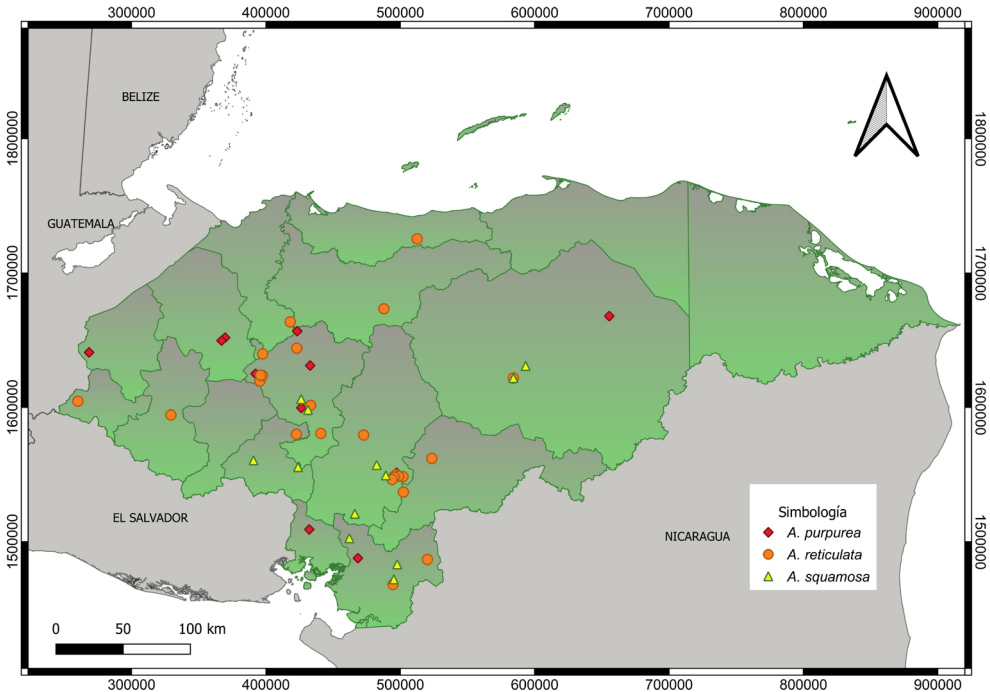 300000 400000 500000 600000 700000 800000 900000
BELIZE
1800000 1800000
GUATEMALA
1700000 1700000
1600000 1600000
EL SALVADOR
Simbología
A. purpurea
A. reticulata
A. squamosa
NICARAGUA
1500000 1500000
0 50 100 km
300000 400000 500000 600000 700000 800000 900000